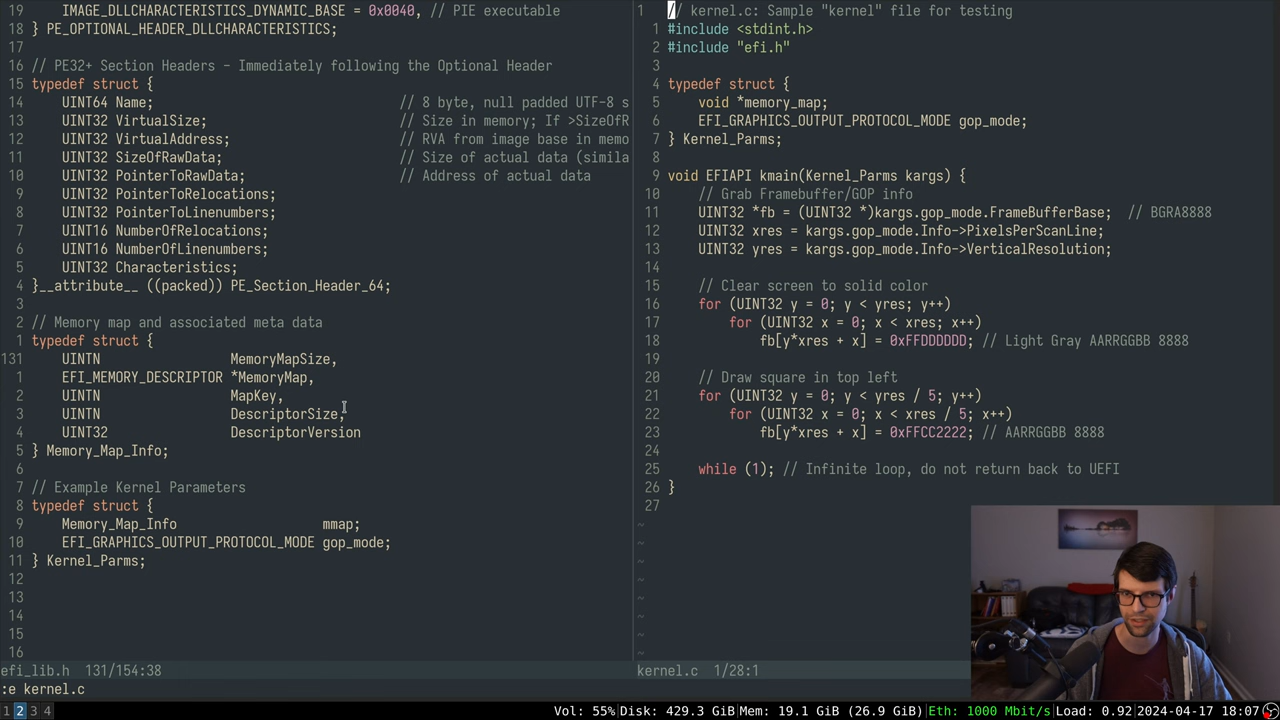 19     IMAGE_DLLCHARACTERISTICS_DYNAMIC_BASE = 0x0040, // PIE executable
18 } PE_OPTIONAL_HEADER_DLLCHARACTERISTICS;
17
16 // PE32+ Section Headers - Immediately following the Optional Header
15 typedef struct {
14     UINT64 Name;                 // 8 byte, null padded UTF-8 s
13     UINT32 VirtualSize;          // Size in memory; If >SizeOfR
12     UINT32 VirtualAddress;       // RVA from image base in memo
11     UINT32 SizeOfRawData;        // Size of actual data (simila
10     UINT32 PointerToRawData;     // Address of actual data
9     UINT32 PointerToRelocations;
8     UINT32 PointerToLinenumbers;
7     UINT16 NumberOfRelocations;
6     UINT16 NumberOfLinenumbers;
5     UINT32 Characteristics;
4 }__attribute__ ((packed)) PE_Section_Header_64;
3
2 // Memory map and associated meta data
1 typedef struct {
131     UINTN                 MemoryMapSize,
1     EFI_MEMORY_DESCRIPTOR *MemoryMap,
2     UINTN                 MapKey,
3     UINTN                 DescriptorSize,
4     UINT32                DescriptorVersion
5 } Memory_Map_Info;
6
7 // Example Kernel Parameters
8 typedef struct {
9     Memory_Map_Info                   mmap;
10     EFI_GRAPHICS_OUTPUT_PROTOCOL_MODE gop_mode;
11 } Kernel_Parms;
12
13
14
15
16
efi_lib.h  131/154:38
:e kernel.c
1 // kernel.c: Sample "kernel" file for testing
1 #include <stdint.h>
2 #include "efi.h"
3
4 typedef struct {
5     void *memory_map;
6     EFI_GRAPHICS_OUTPUT_PROTOCOL_MODE gop_mode;
7 } Kernel_Parms;
8
9 void EFIAPI kmain(Kernel_Parms kargs) {
10     // Grab Framebuffer/GOP info
11     UINT32 *fb = (UINT32 *)kargs.gop_mode.FrameBufferBase;  // BGRA8888
12     UINT32 xres = kargs.gop_mode.Info->PixelsPerScanLine;
13     UINT32 yres = kargs.gop_mode.Info->VerticalResolution;
14
15     // Clear screen to solid color
16     for (UINT32 y = 0; y < yres; y++)
17         for (UINT32 x = 0; x < xres; x++)
18             fb[y*xres + x] = 0xFFDDDDDD; // Light Gray AARRGGBB 8888
19
20     // Draw square in top left
21     for (UINT32 y = 0; y < yres / 5; y++)
22         for (UINT32 x = 0; x < xres / 5; x++)
23             fb[y*xres + x] = 0xFFCC2222; // AARRGGBB 8888
24
25     while (1); // Infinite loop, do not return back to UEFI
26 }
27
~
~
~
~
~
~
~
~
kernel.c  1/28:1
1 2 3 4
Vol: 55%|Disk: 429.3 GiB|Mem: 19.1 GiB (26.9 GiB)|Eth: 1000 Mbit/s|Load: 0.92 2024-04-17 18:07